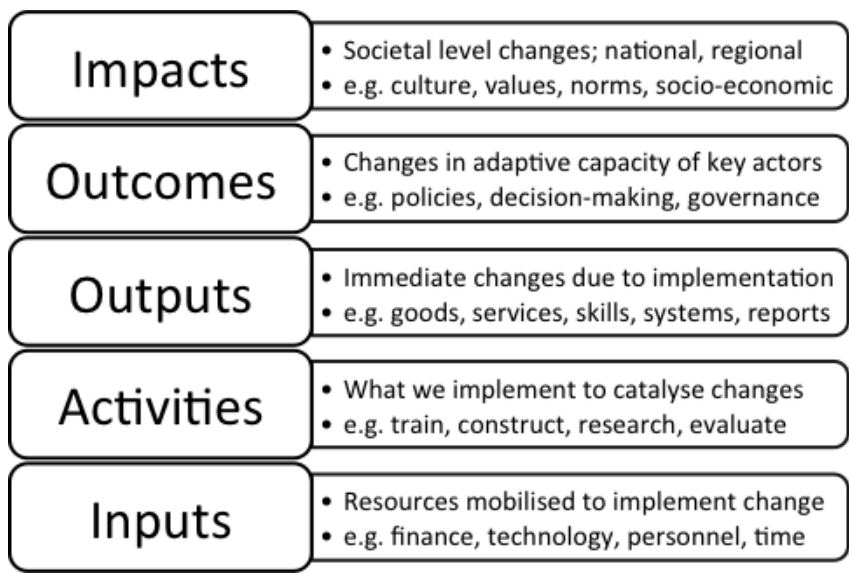 Impacts
• Societal level changes; national, regional
• e.g. culture, values, norms, socio-economic
Outcomes
• Changes in adaptive capacity of key actors
• e.g. policies, decision-making, governance
Outputs
• Immediate changes due to implementation
• e.g. goods, services, skills, systems, reports
Activities
• What we implement to catalyse changes
• e.g. train, construct, research, evaluate
Inputs
• Resources mobilised to implement change
• e.g. finance, technology, personnel, time